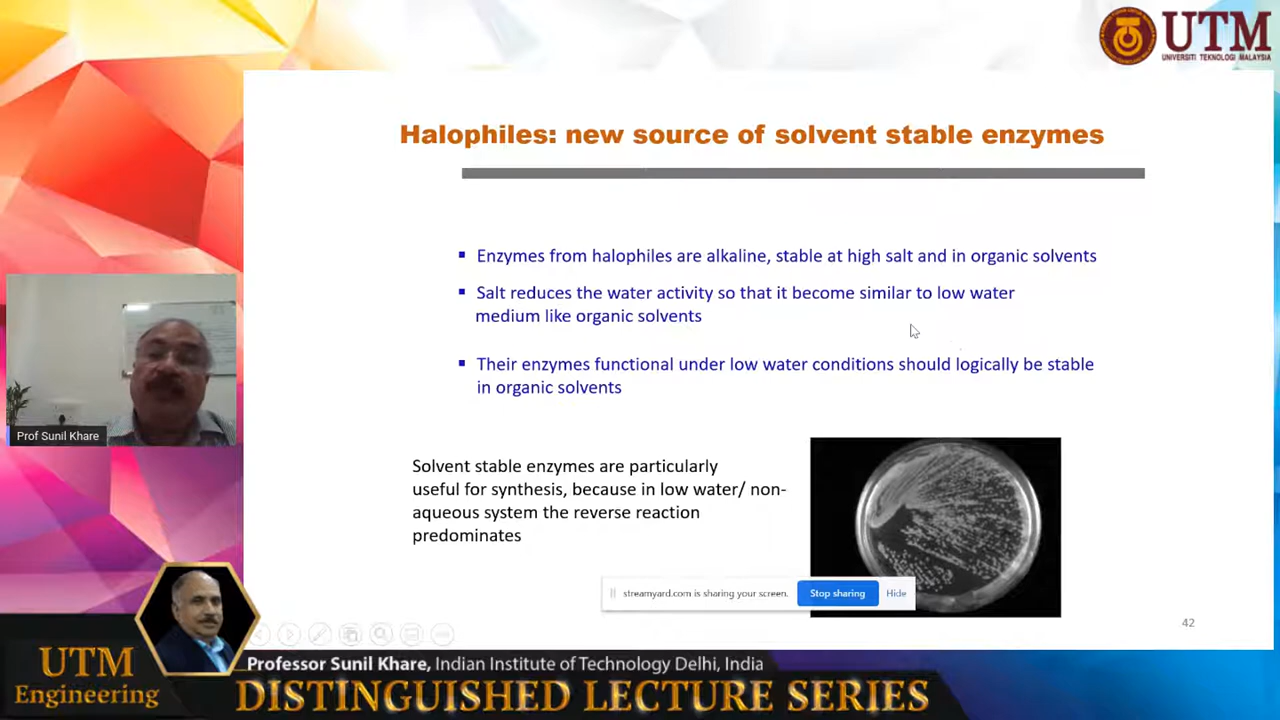 UTM
UNIVERSITI TEKNOLOGI MALAYSIA
Halophiles: new source of solvent stable enzymes
▪ Enzymes from halophiles are alkaline, stable at high salt and in organic solvents
▪ Salt reduces the water activity so that it become similar to low water
medium like organic solvents
▪ Their enzymes functional under low water conditions should logically be stable
in organic solvents
Prof Sunil Khare
Solvent stable enzymes are particularly
useful for synthesis, because in low water/ non-
aqueous system the reverse reaction
predominates
streamyard.com is sharing your screen.
Stop sharing
Hide
42
UTM
Engineering
Professor Sunil Khare, Indian Institute of Technology Delhi, India
DISTINGUISHED LECTURE SERIES